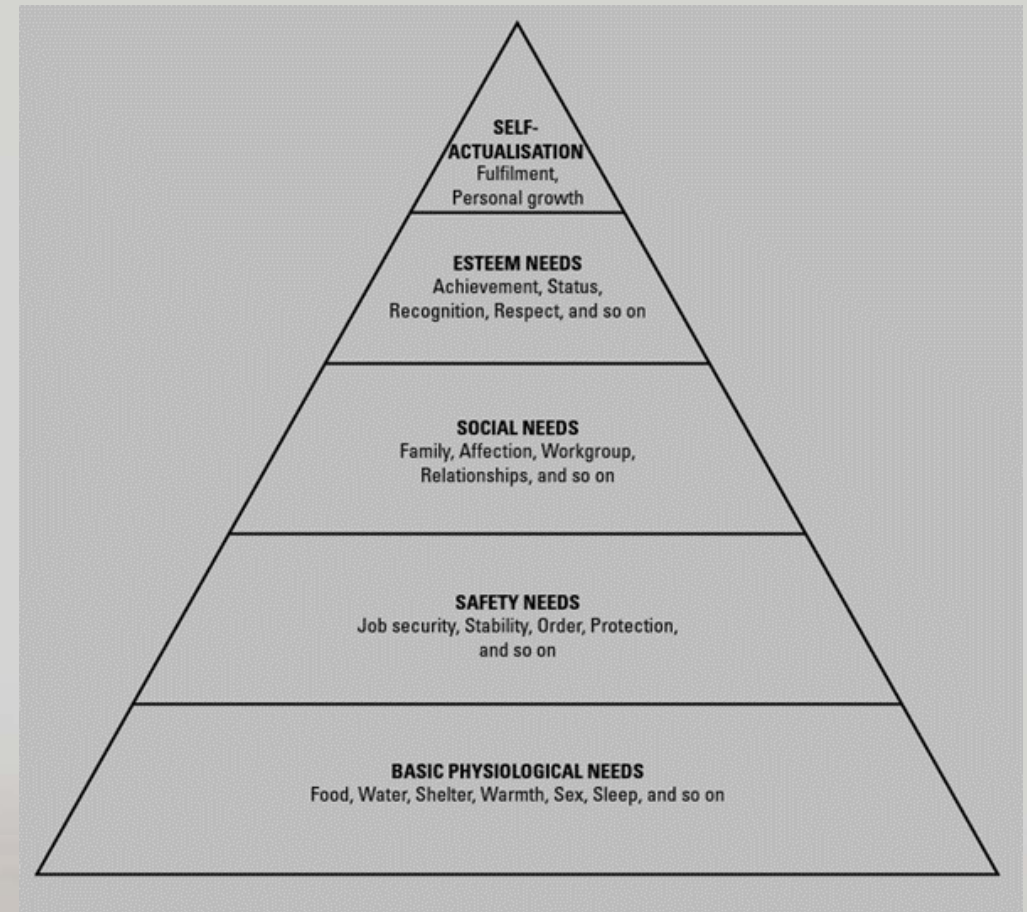 SELF-
ACTUALISATION
Fulfilment,
Personal growth
ESTEEM NEEDS
Achievement, Status,
Recognition, Respect, and so on
SOCIAL NEEDS
Family, Affection, Workgroup,
Relationships, and so on
SAFETY NEEDS
Job security, Stability, Order, Protection,
and so on
BASIC PHYSIOLOGICAL NEEDS
Food, Water, Shelter, Warmth, Sex, Sleep, and so on